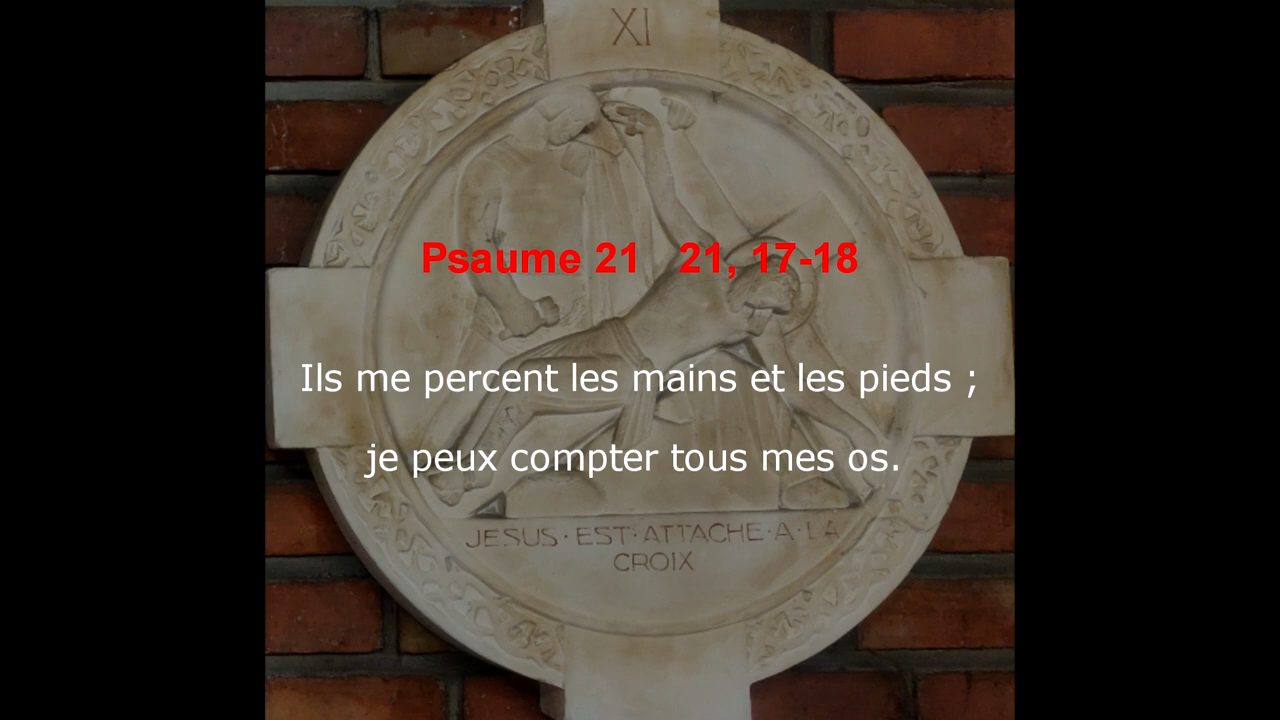 XI
Psaume 21 21, 17-18
Ils me percent les mains et les pieds ;
je peux compter tous mes os.
JESUS·EST·ATTACHE·A·LA
CROIX